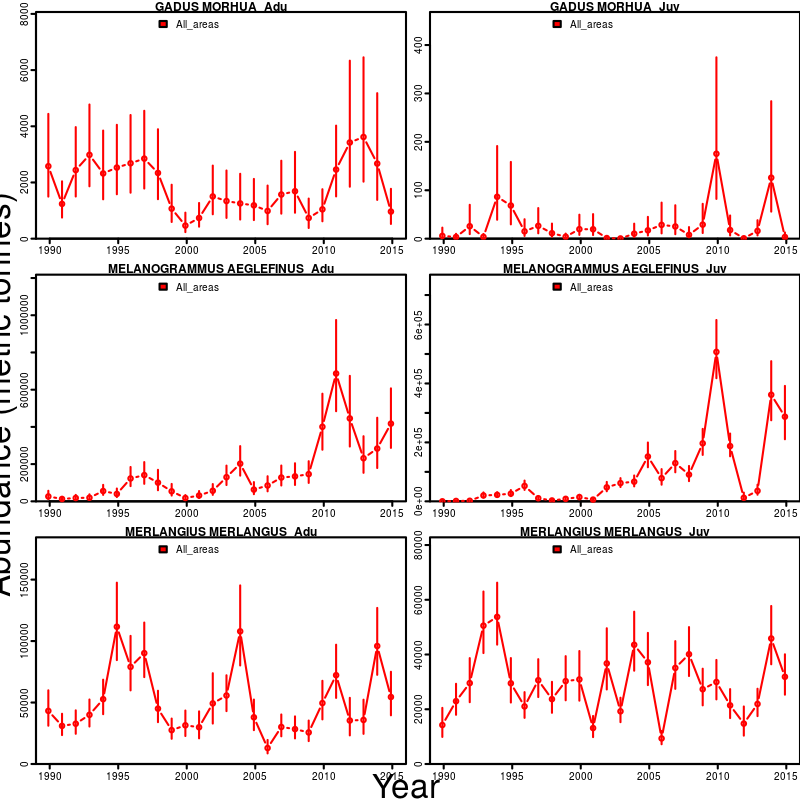 GADUS MORHUA_Adu
All_areas
0 2000 4000 6000 8000
1990 1995 2000 2005 2010 2015
GADUS MORHUA_Juv
All_areas
0 100 200 300 400
1990 1995 2000 2005 2010 2015
MELANOGRAMMUS AEGLEFINUS_Adu
All_areas
0 200000 600000 1000000
1990 1995 2000 2005 2010 2015
MELANOGRAMMUS AEGLEFINUS_Juv
All_areas
0e+00 2e+05 4e+05 6e+05
1990 1995 2000 2005 2010 2015
MERLANGIUS MERLANGUS_Adu
All_areas
0 50000 100000 150000
1990 1995 2000 2005 2010 2015
MERLANGIUS MERLANGUS_Juv
All_areas
0 20000 40000 60000 80000
1990 1995 2000 2005 2010 2015
Abundance (metric tonnes)
Year